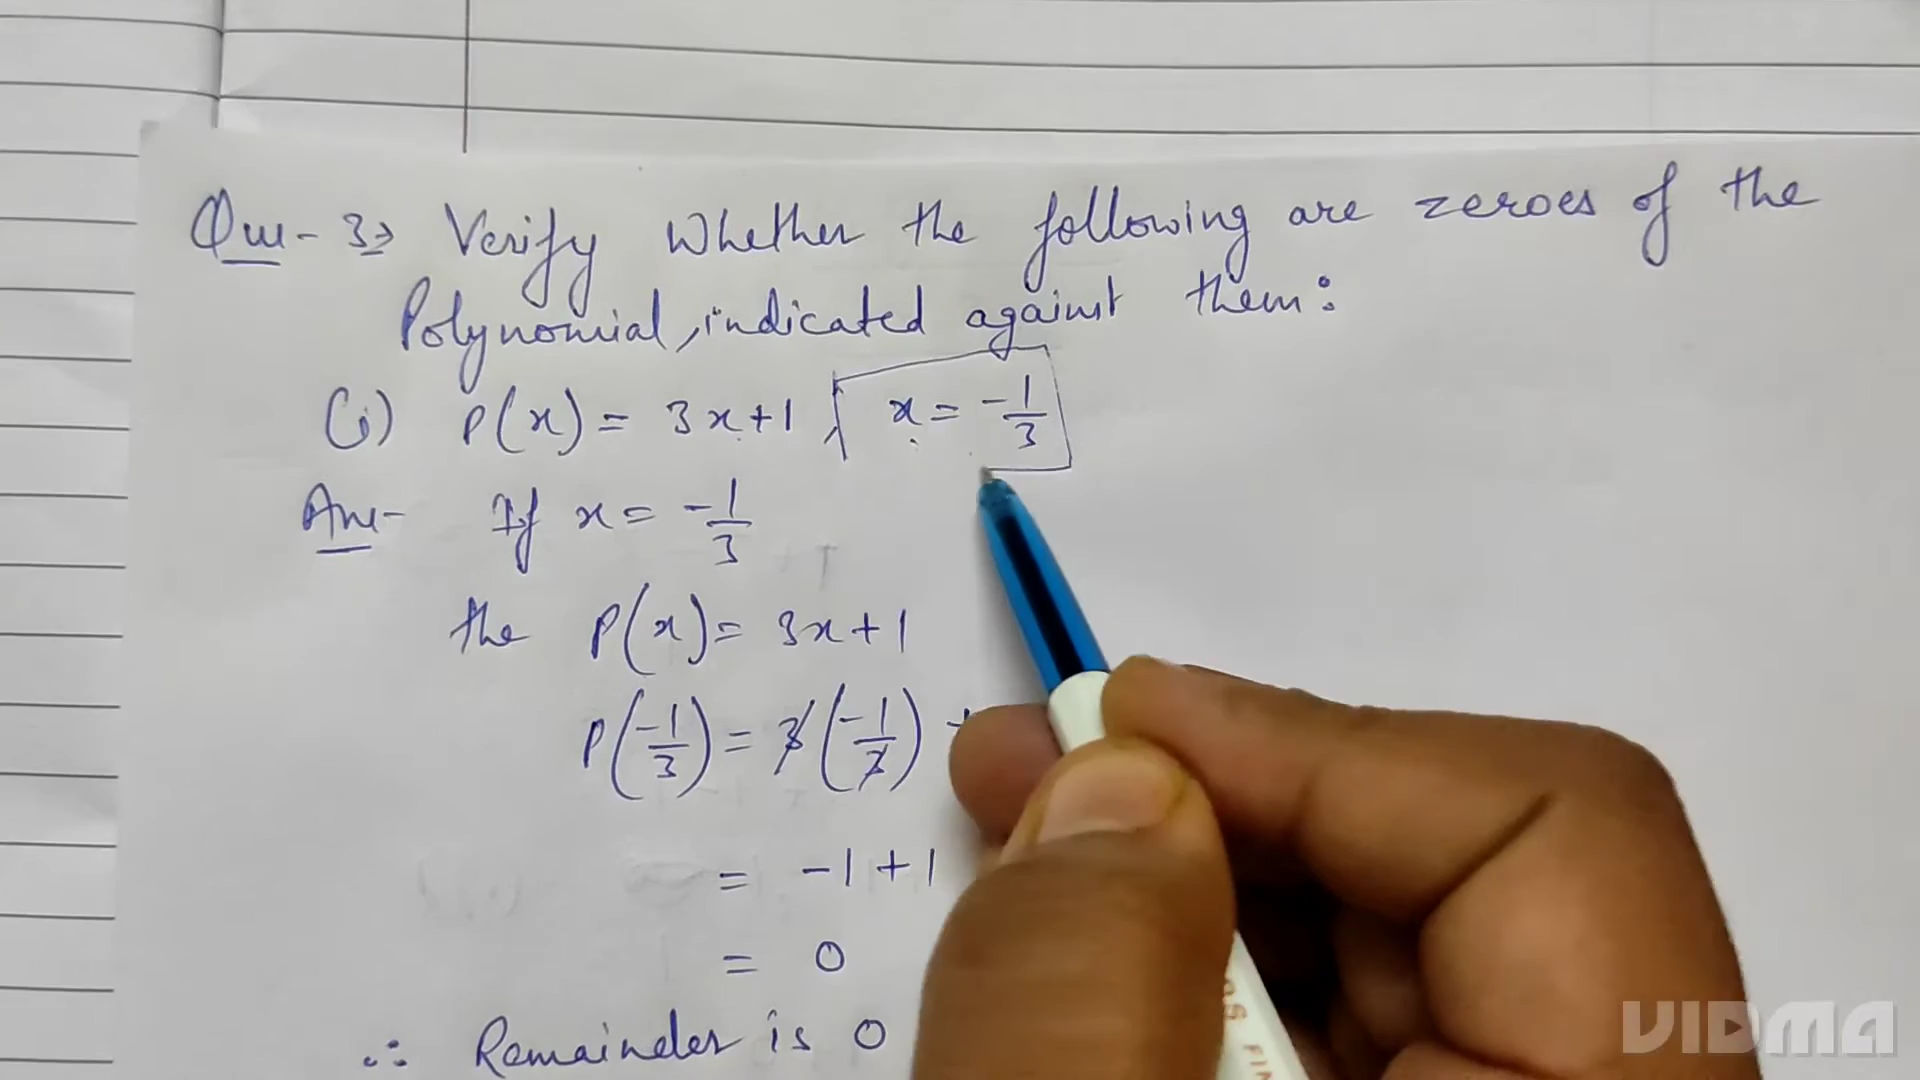 Que-3) Verify whether the following are zeroes of the
Polynomial, indicated against them:
(i) P(x) = 3x+1, x = -1/3
Ans- If x = -1/3
the P(x) = 3x+1
P(-1/3) = 3(-1/3) +
= -1+1
= 0
∴ Remainder is 0
VIDMA